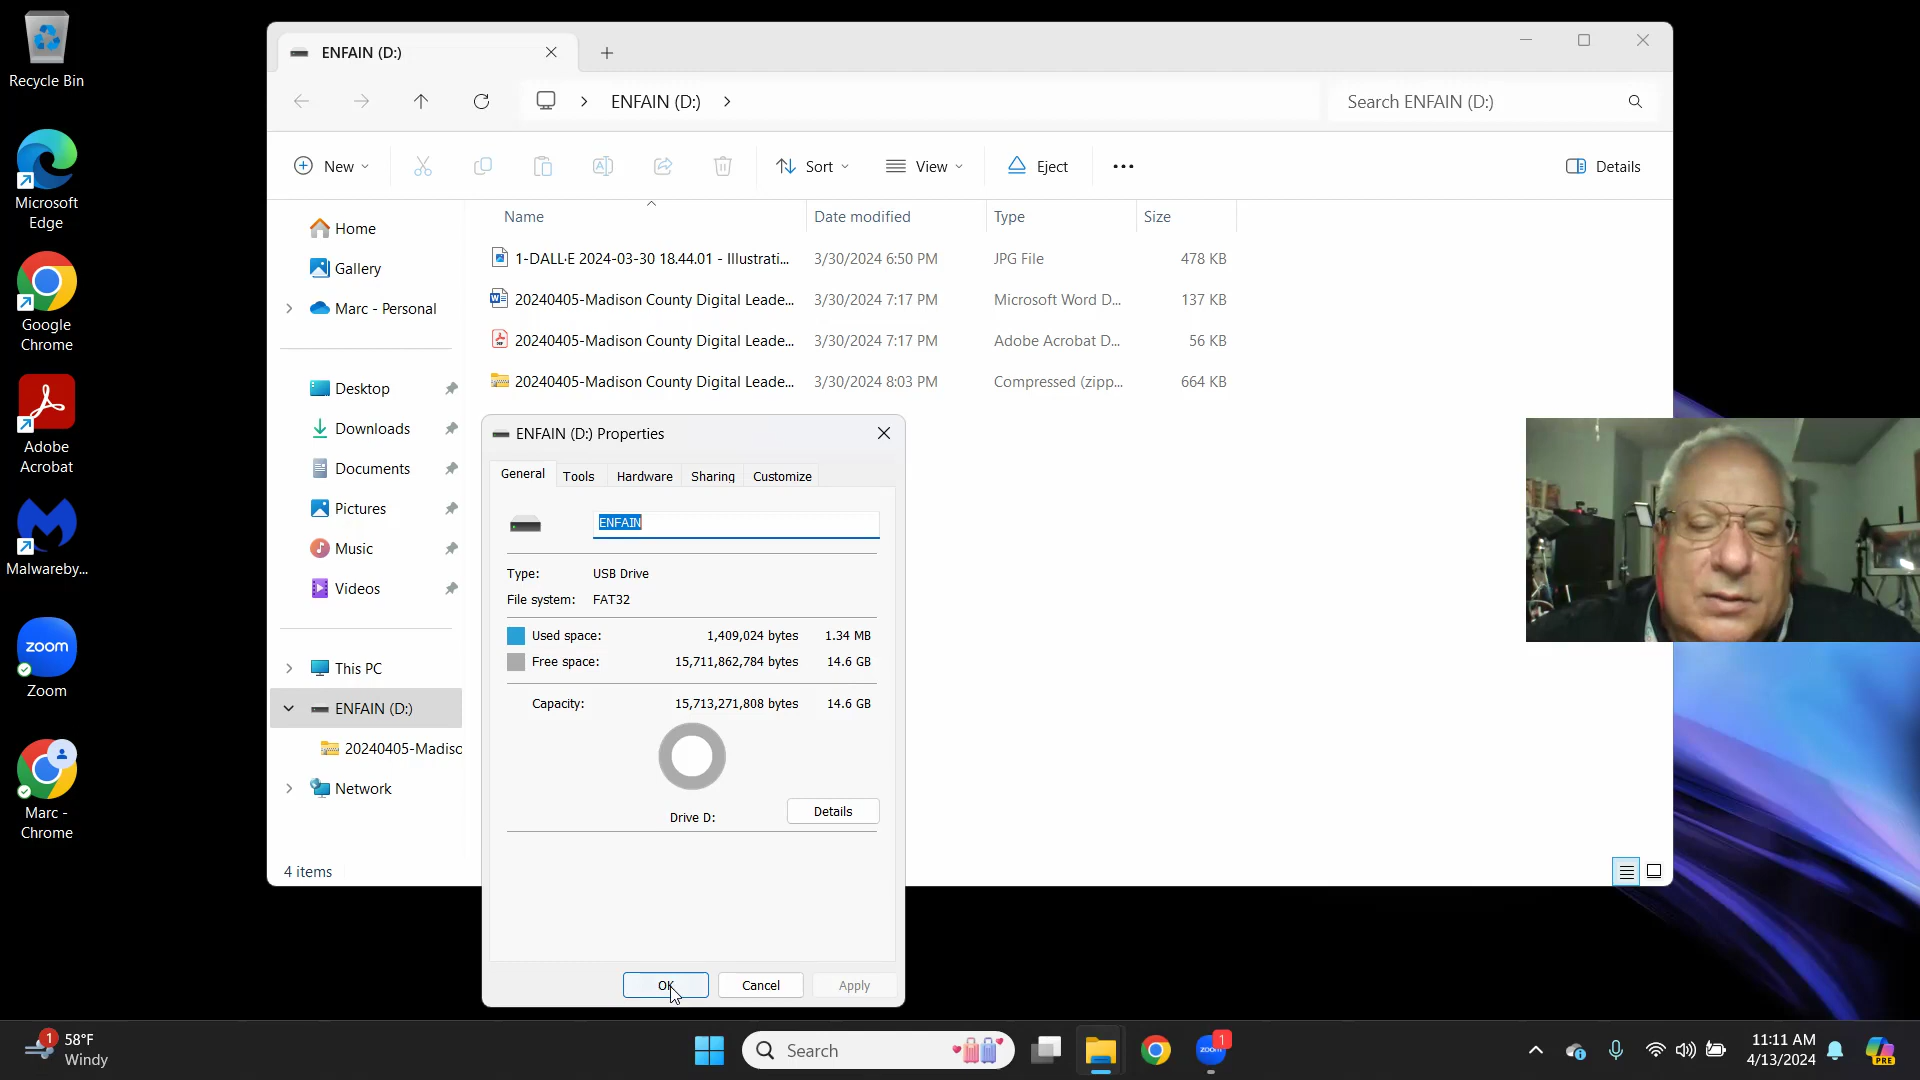 Recycle Bin
Microsoft
Edge
Google
Chrome
Adobe
Acrobat
Malwareby...
zoom
Zoom
Marc -
Chrome
ENFAIN (D:)
ENFAIN (D:)
Search ENFAIN (D:)
New
Sort
View
Eject
Details
Home
Gallery
Marc - Personal
Desktop
Downloads
Documents
Pictures
Music
Videos
This PC
ENFAIN (D:)
20240405-Madisc
Network
4 items
Name Date modified Type Size
1-DALL·E 2024-03-30 18.44.01 - Illustrati... 3/30/2024 6:50 PM JPG File 478 KB
20240405-Madison County Digital Leade... 3/30/2024 7:17 PM Microsoft Word D... 137 KB
20240405-Madison County Digital Leade... 3/30/2024 7:17 PM Adobe Acrobat D... 56 KB
20240405-Madison County Digital Leade... 3/30/2024 8:03 PM Compressed (zipp... 664 KB
ENFAIN (D:) Properties
General Tools Hardware Sharing Customize
ENFAIN
Type: USB Drive
File system: FAT32
Used space: 1,409,024 bytes 1.34 MB
Free space: 15,711,862,784 bytes 14.6 GB
Capacity: 15,713,271,808 bytes 14.6 GB
Drive D:
Details
OK Cancel Apply
1
58°F
Windy
Search
zoom
1
11:11 AM
4/13/2024
PRE